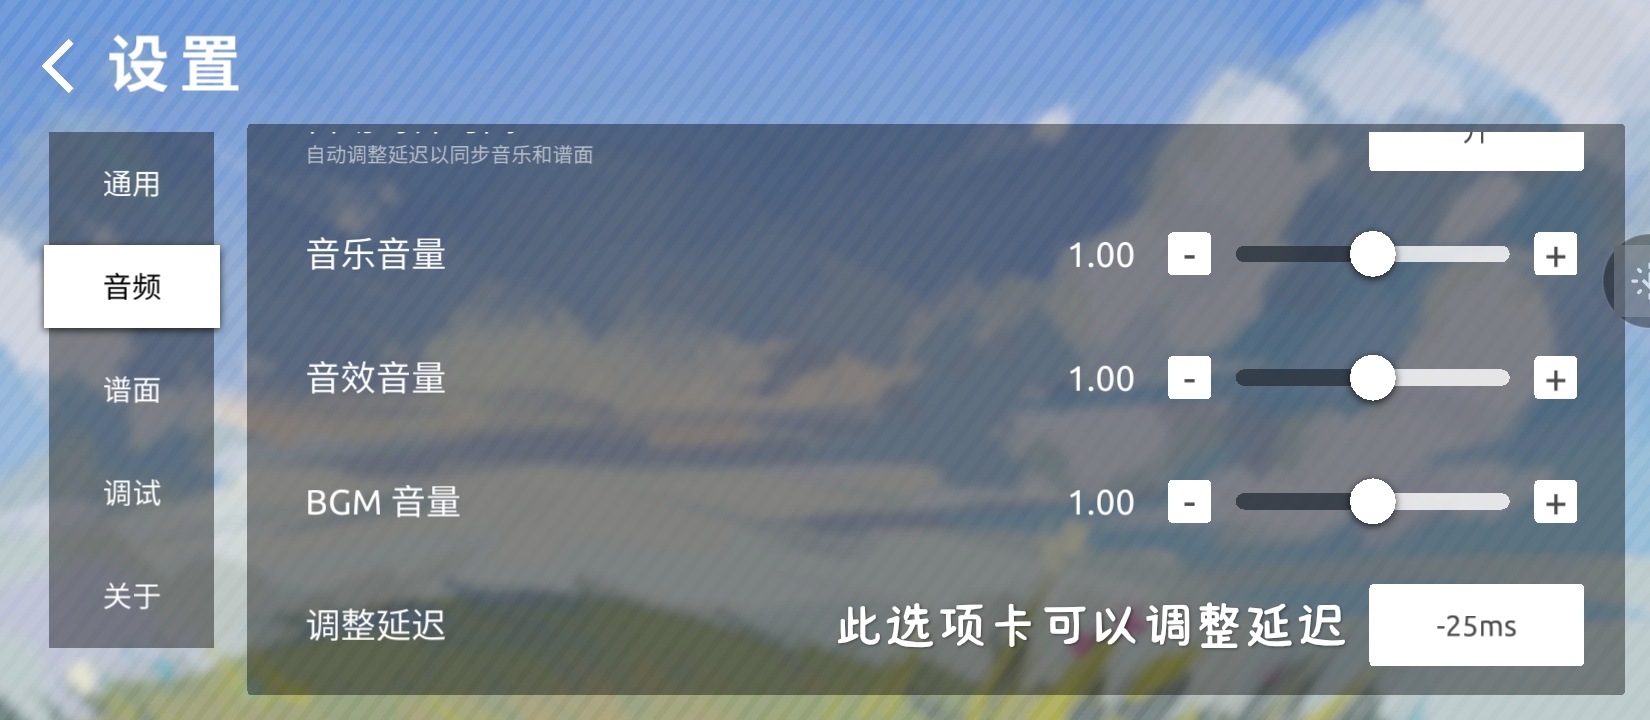 设置
通用
音频
谱面
调试
关于
自动调整延迟以同步音乐和谱面
音乐音量 1.00 - +
音效音量 1.00 - +
BGM 音量 1.00 - +
调整延迟 此选项卡可以调整延迟 -25ms